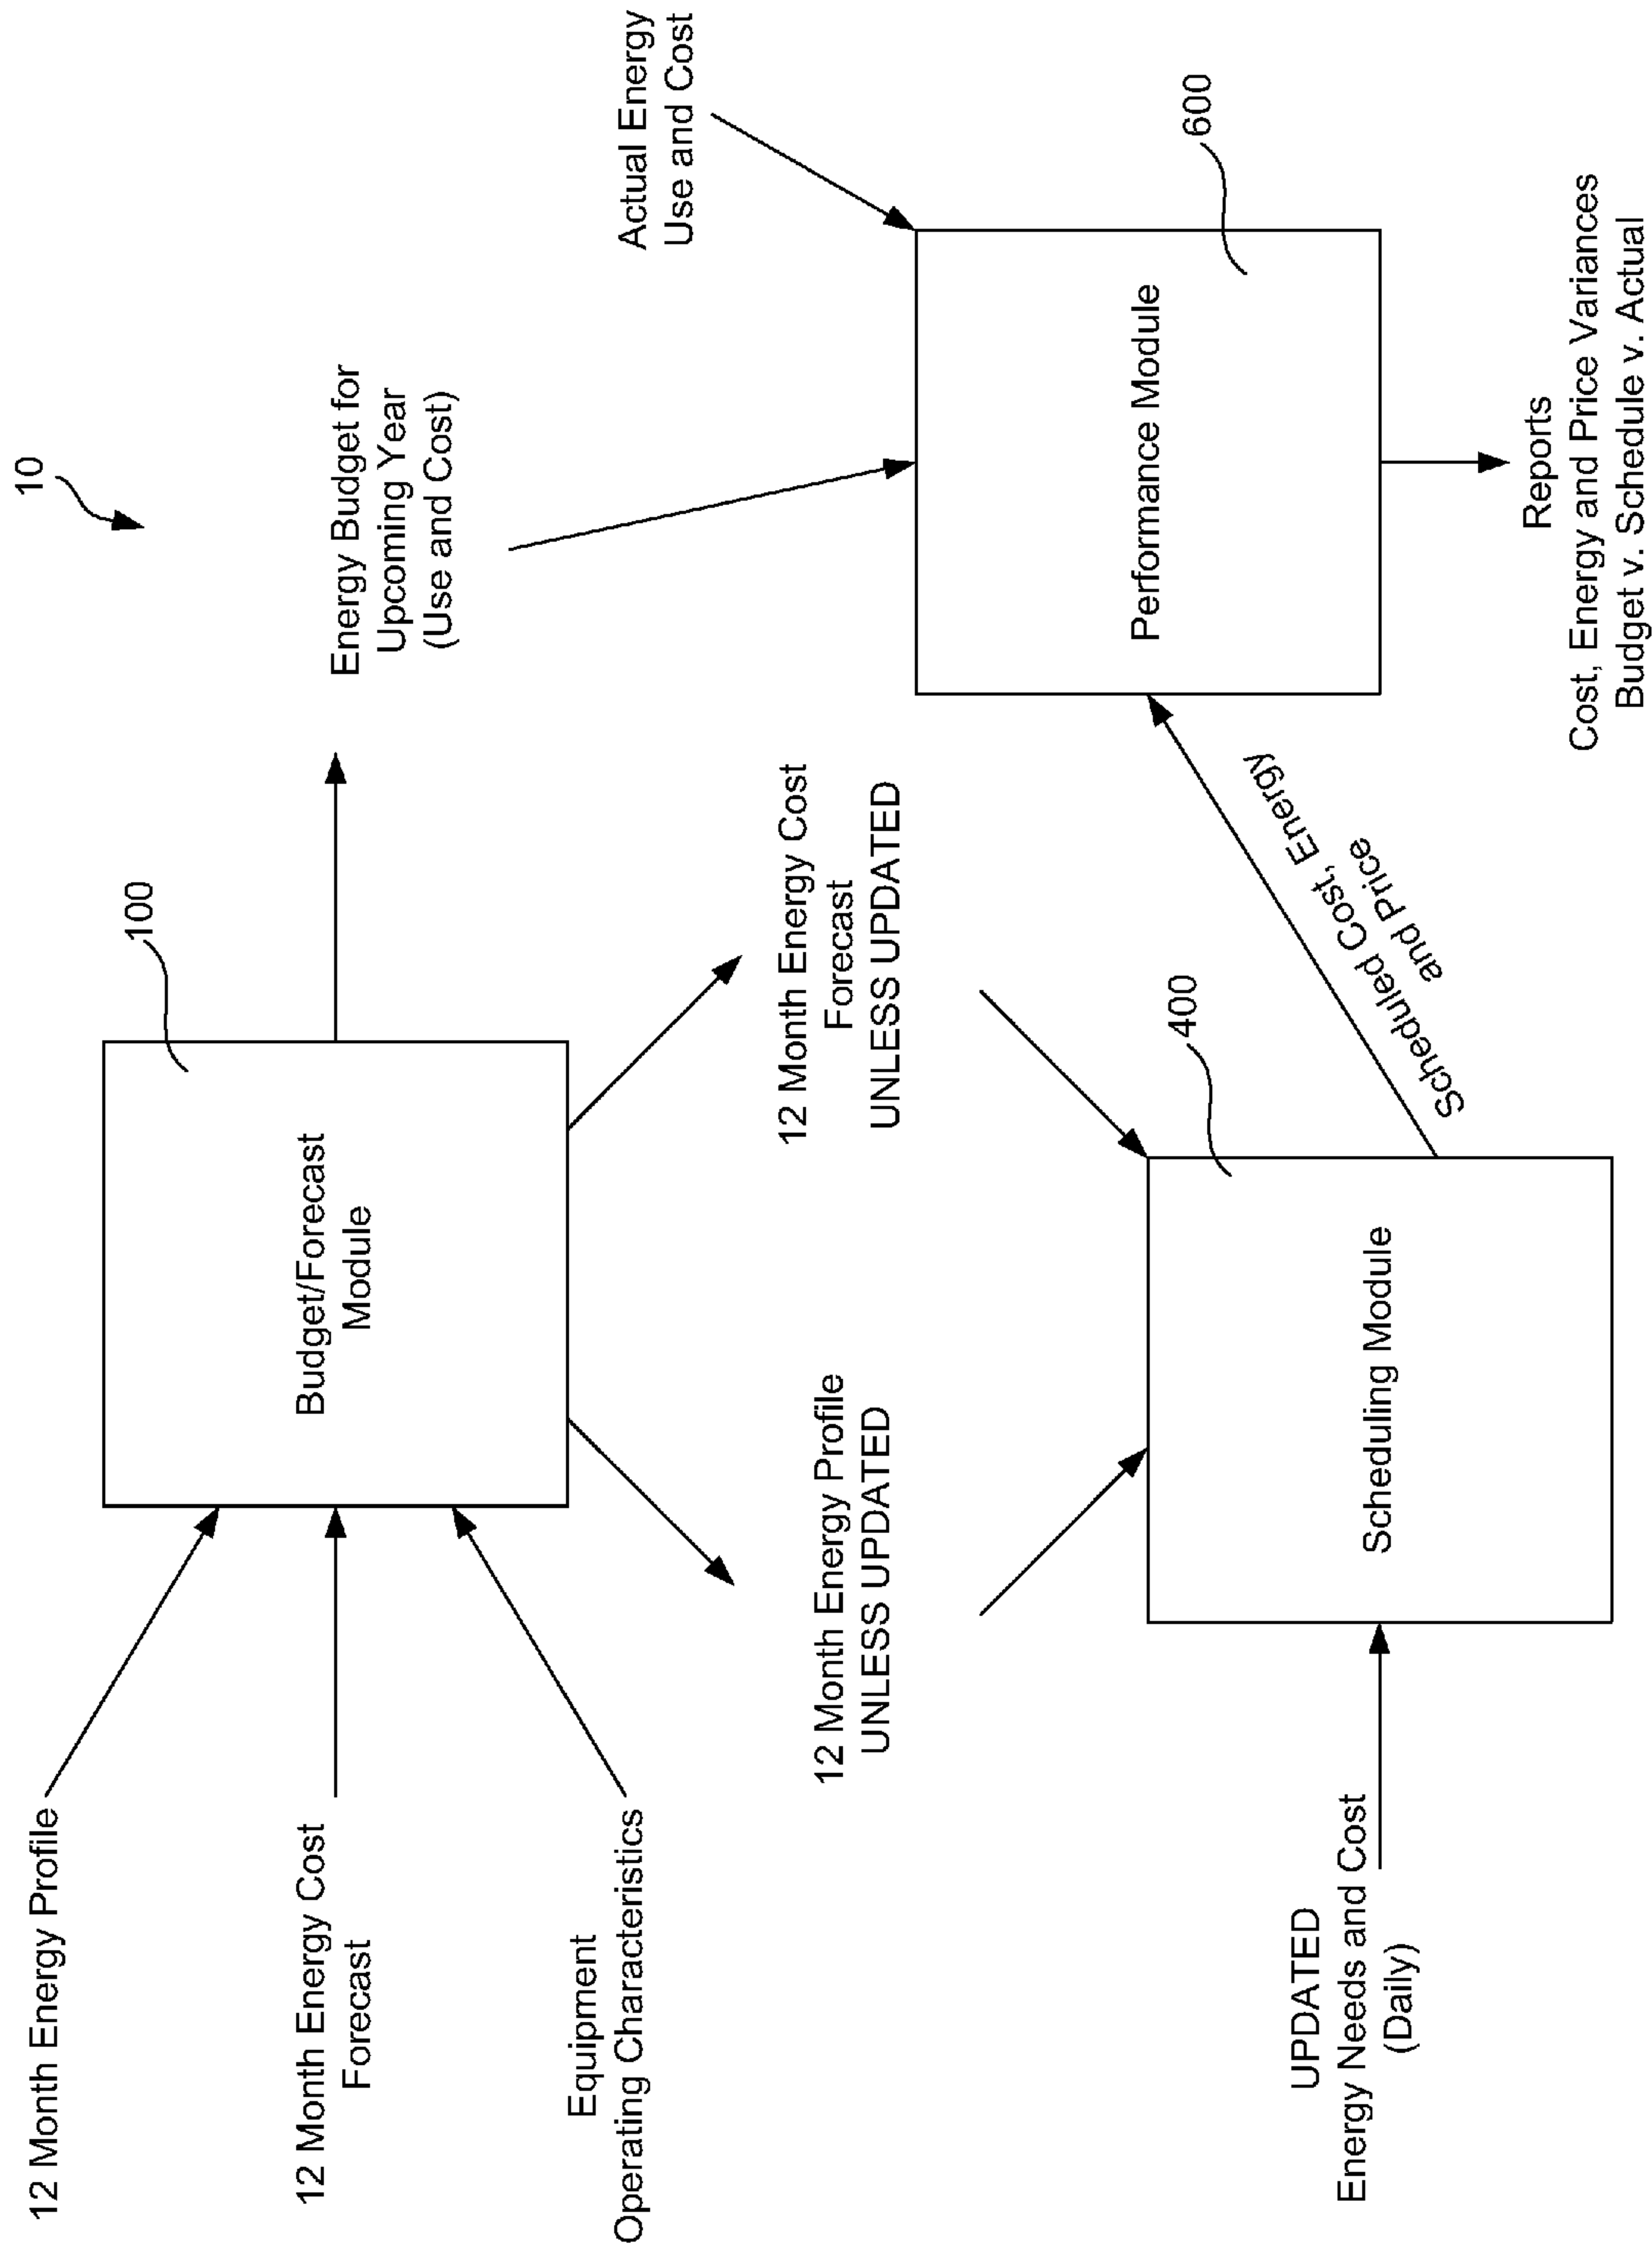 10
12 Month Energy Profile
12 Month Energy Cost
Forecast
Equipment
Operating Characteristics
100
Budget/Forecast
Module
Energy Budget for
Upcoming Year
(Use and Cost)
12 Month Energy Profile
UNLESS UPDATED
12 Month Energy Cost
Forecast
UNLESS UPDATED
Actual Energy
Use and Cost
UPDATED
Energy Needs and Cost
(Daily)
400
Scheduling Module
Scheduled Cost, Energy
and Price
600
Performance Module
Reports
Cost, Energy and Price Variances
Budget v. Schedule v. Actual